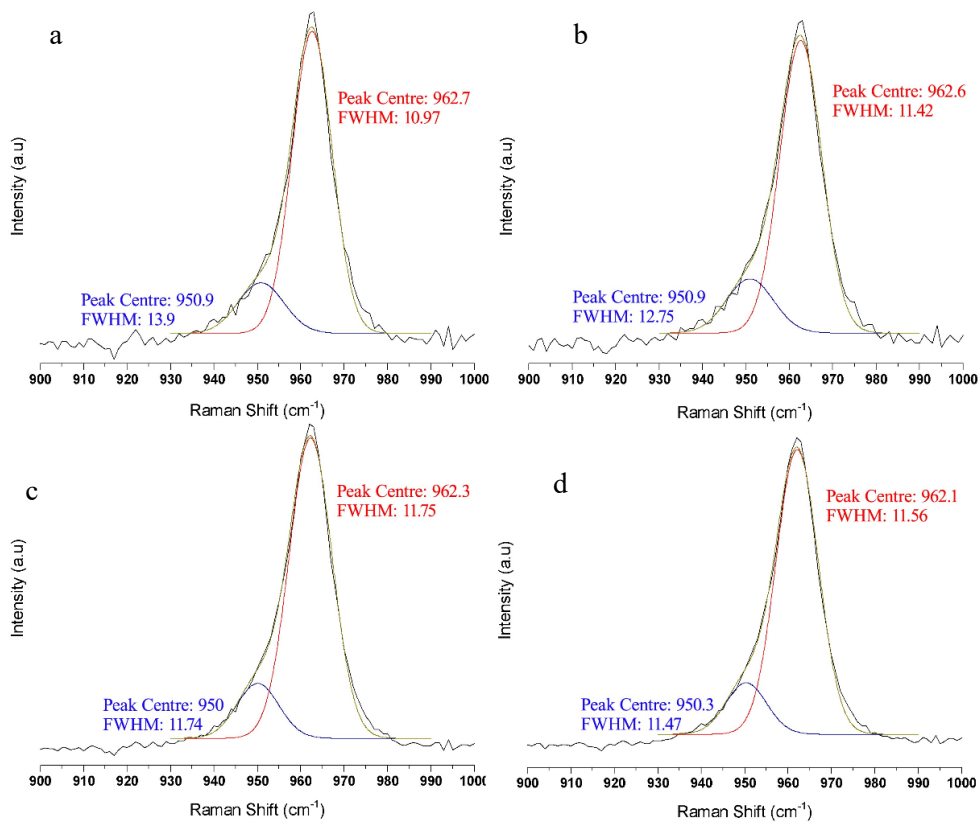 a
Peak Centre: 962.7
FWHM: 10.97
Peak Centre: 950.9
FWHM: 13.9
Intensity (a.u)
900 910 920 930 940 950 960 970 980 990 1000
Raman Shift (cm⁻¹)
b
Peak Centre: 962.6
FWHM: 11.42
Peak Centre: 950.9
FWHM: 12.75
Intensity (a.u)
900 910 920 930 940 950 960 970 980 990 1000
Raman Shift (cm⁻¹)
c
Peak Centre: 962.3
FWHM: 11.75
Peak Centre: 950
FWHM: 11.74
Intensity (a.u)
900 910 920 930 940 950 960 970 980 990 1000
Raman Shift (cm⁻¹)
d
Peak Centre: 962.1
FWHM: 11.56
Peak Centre: 950.3
FWHM: 11.47
Intensity (a.u)
900 910 920 930 940 950 960 970 980 990 1000
Raman Shift (cm⁻¹)